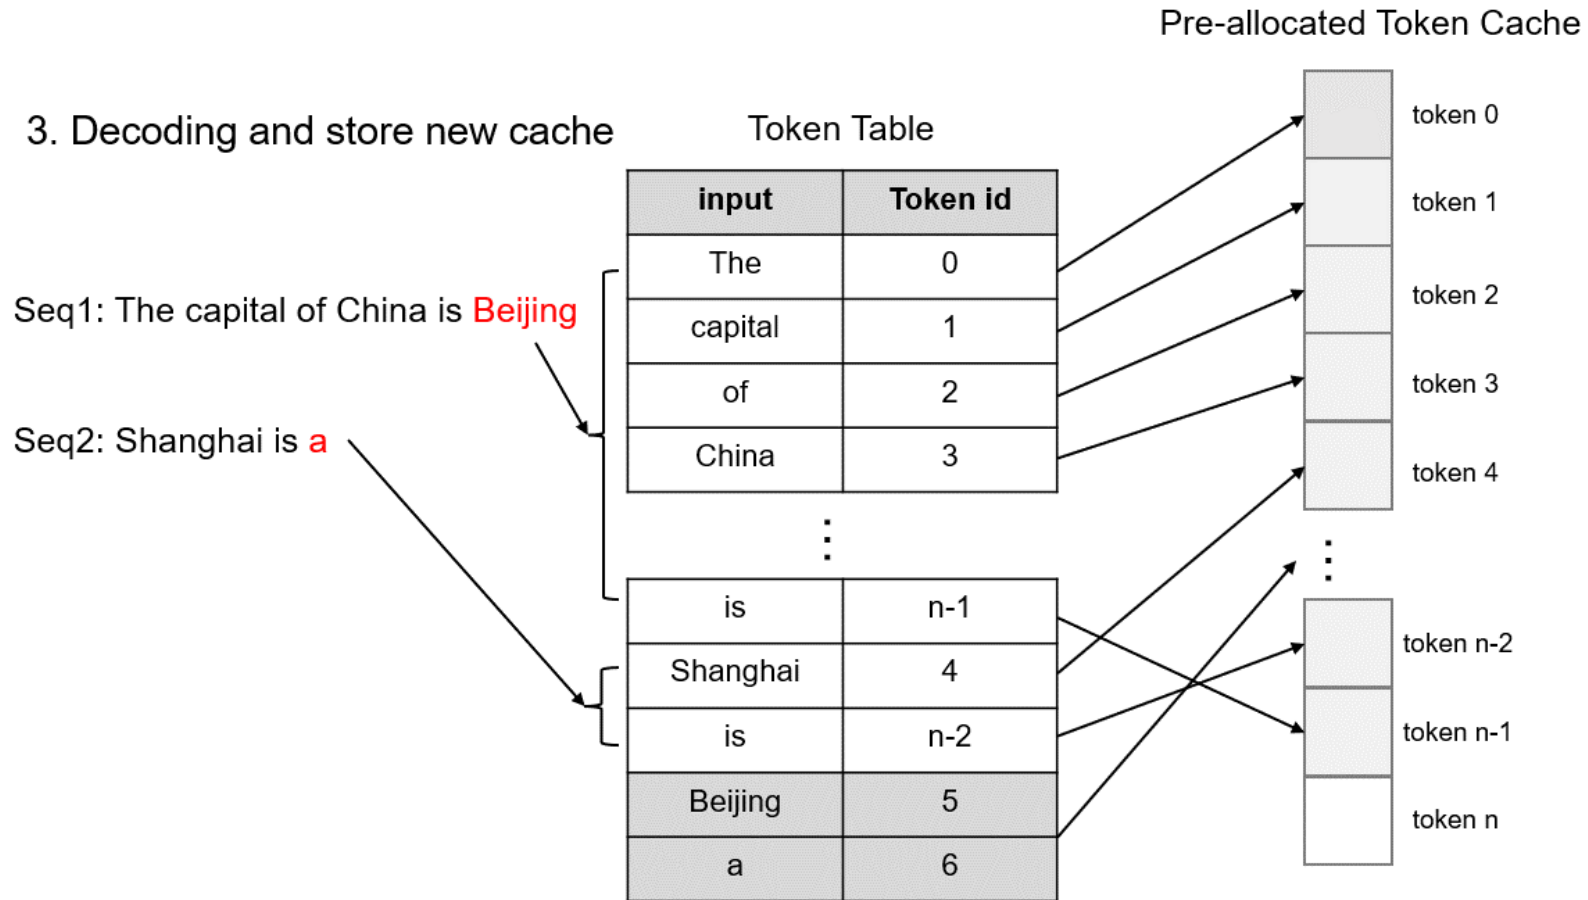 Pre-allocated Token Cache
3. Decoding and store new cache
Token Table
input Token id
The 0
capital 1
of 2
China 3
is n-1
Shanghai 4
is n-2
Beijing 5
a 6
Seq1: The capital of China is Beijing
Seq2: Shanghai is a
token 0
token 1
token 2
token 3
token 4
token n-2
token n-1
token n